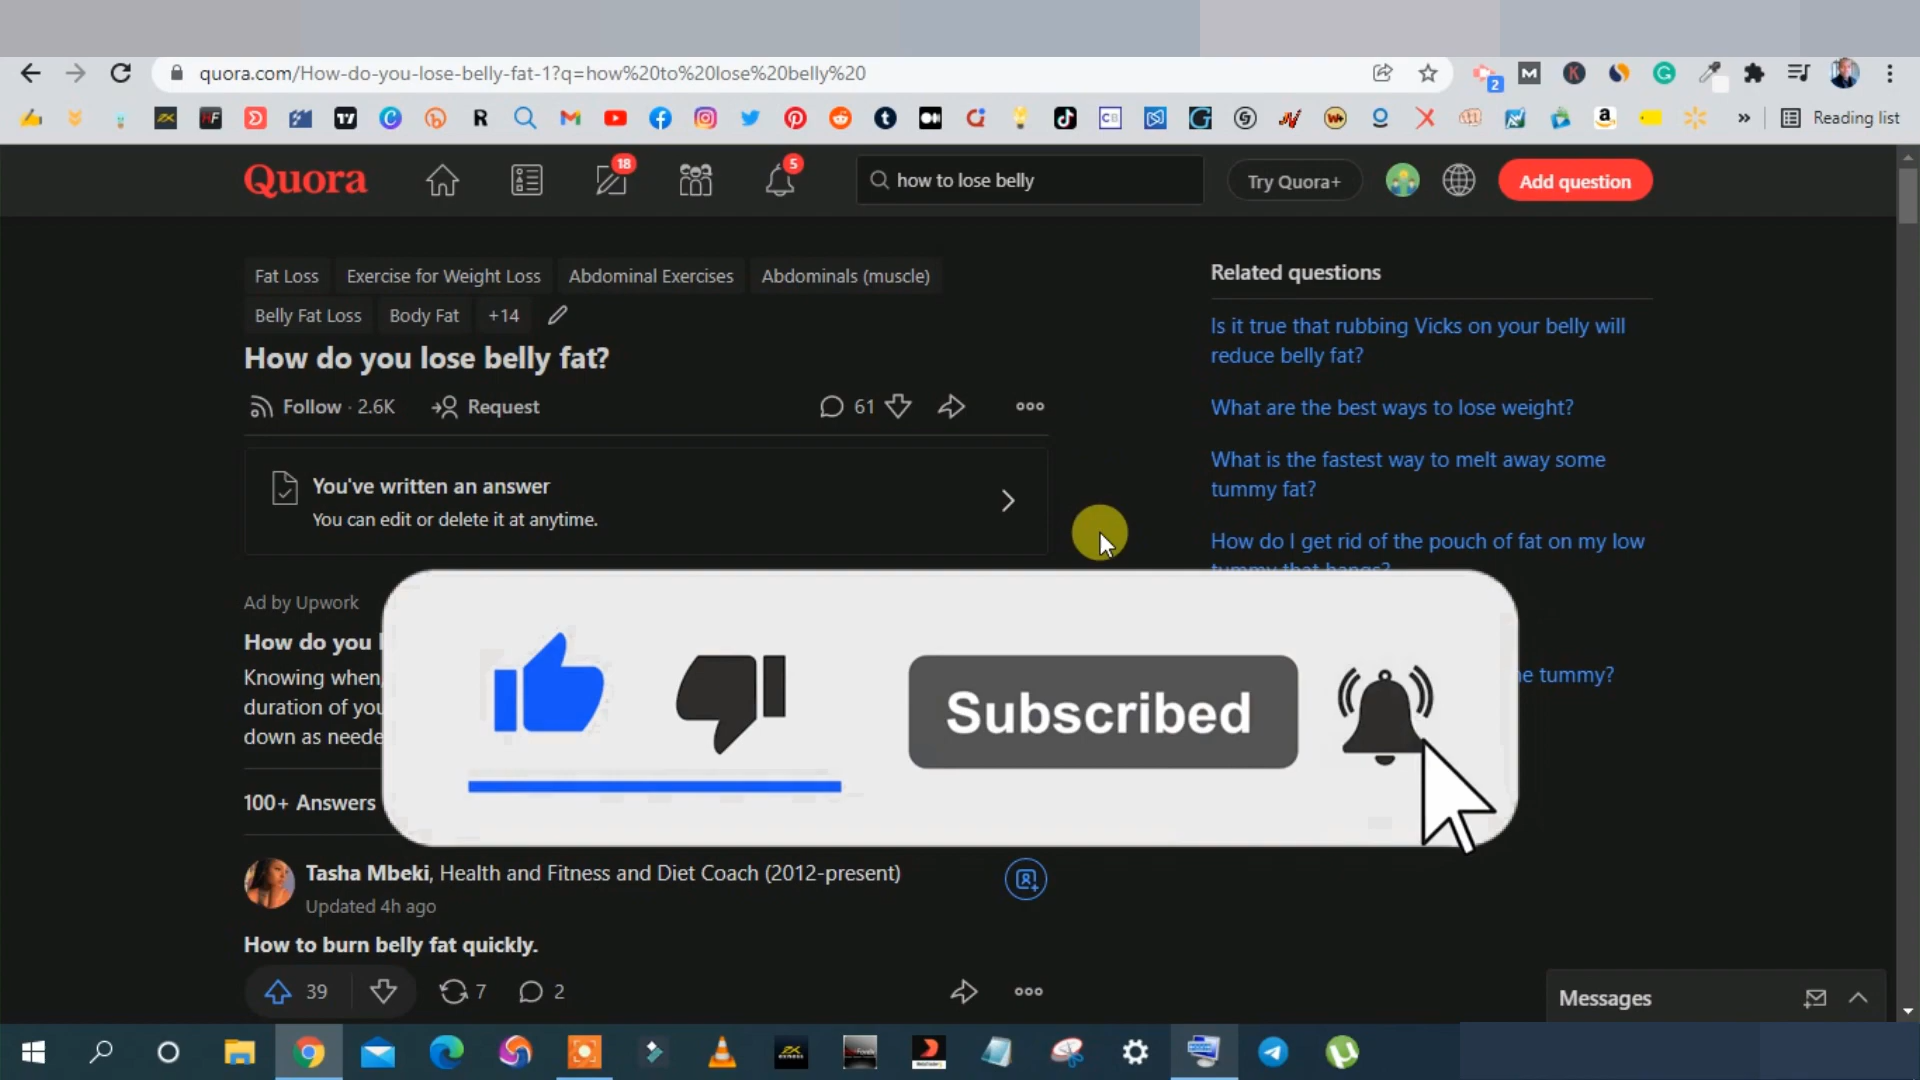 quora.com/How-do-you-lose-belly-fat-1?q=how%20to%20lose%20belly%20
2
Reading list
Quora
18
5
how to lose belly
Try Quora+
Add question
Fat Loss
Exercise for Weight Loss
Abdominal Exercises
Abdominals (muscle)
Belly Fat Loss
Body Fat
+14
How do you lose belly fat?
Follow · 2.6K
Request
61
You've written an answer
You can edit or delete it at anytime.
Related questions
Is it true that rubbing Vicks on your belly will
reduce belly fat?
What are the best ways to lose weight?
What is the fastest way to melt away some
tummy fat?
How do I get rid of the pouch of fat on my low
tummy that hangs?
e tummy?
Ad by Upwork
How do you
Knowing when,
duration of you
down as neede
Subscribed
100+ Answers
Tasha Mbeki, Health and Fitness and Diet Coach (2012-present)
Updated 4h ago
How to burn belly fat quickly.
39
7
2
Messages